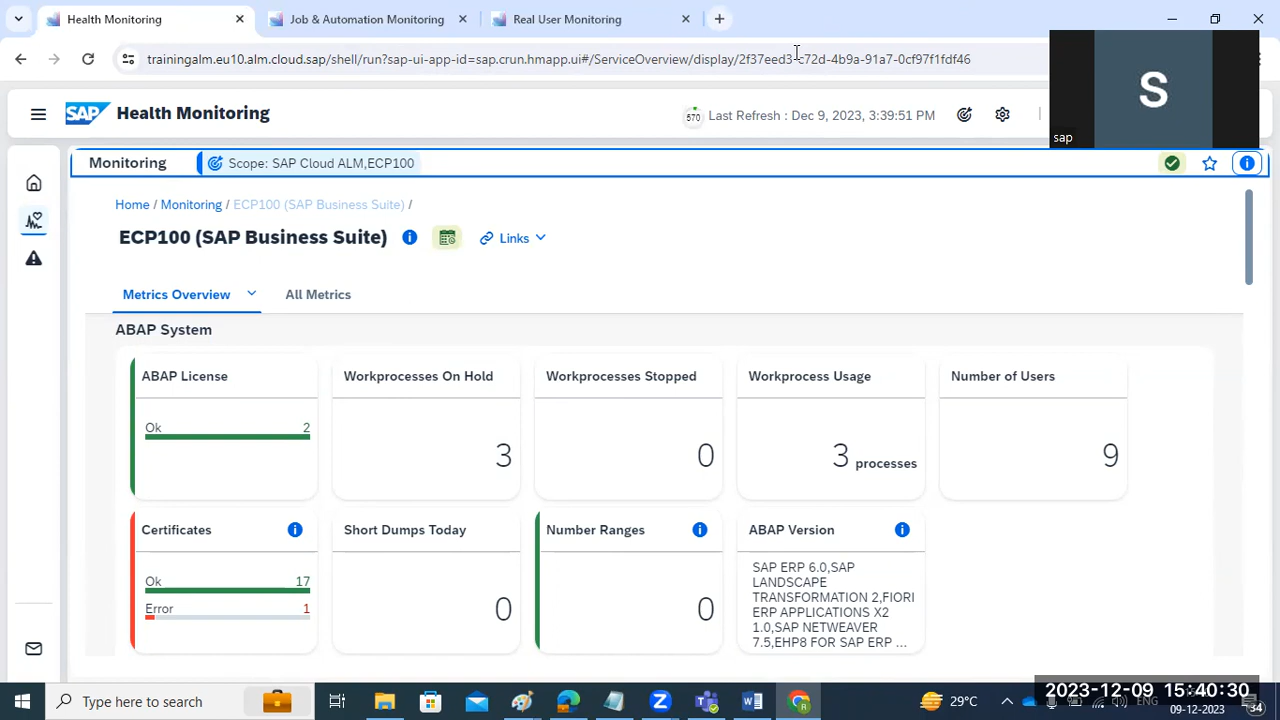 Health Monitoring
Job & Automation Monitoring
Real User Monitoring
trainingalm.eu10.alm.cloud.sap/shell/run?sap-ui-app-id=sap.crun.hmapp.ui#/ServiceOverview/display/2f37eed3-c72d-4b9a-91a7-0cf97f1fdf46
SAP Health Monitoring
570 Last Refresh : Dec 9, 2023, 3:39:51 PM
S
sap
Monitoring
Scope: SAP Cloud ALM,ECP100
Home / Monitoring / ECP100 (SAP Business Suite) /
ECP100 (SAP Business Suite)
Links
Metrics Overview
All Metrics
ABAP System
ABAP License
Ok 2
Workprocesses On Hold
3
Workprocesses Stopped
0
Workprocess Usage
3 processes
Number of Users
9
Certificates
Ok 17
Error 1
Short Dumps Today
0
Number Ranges
0
ABAP Version
SAP ERP 6.0,SAP
LANDSCAPE
TRANSFORMATION 2,FIORI
ERP APPLICATIONS X2
1.0,SAP NETWEAVER
7.5,EHP8 FOR SAP ERP ...
Type here to search
29°C
2023-12-09 15:40:30
ENG
09-12-2023
34